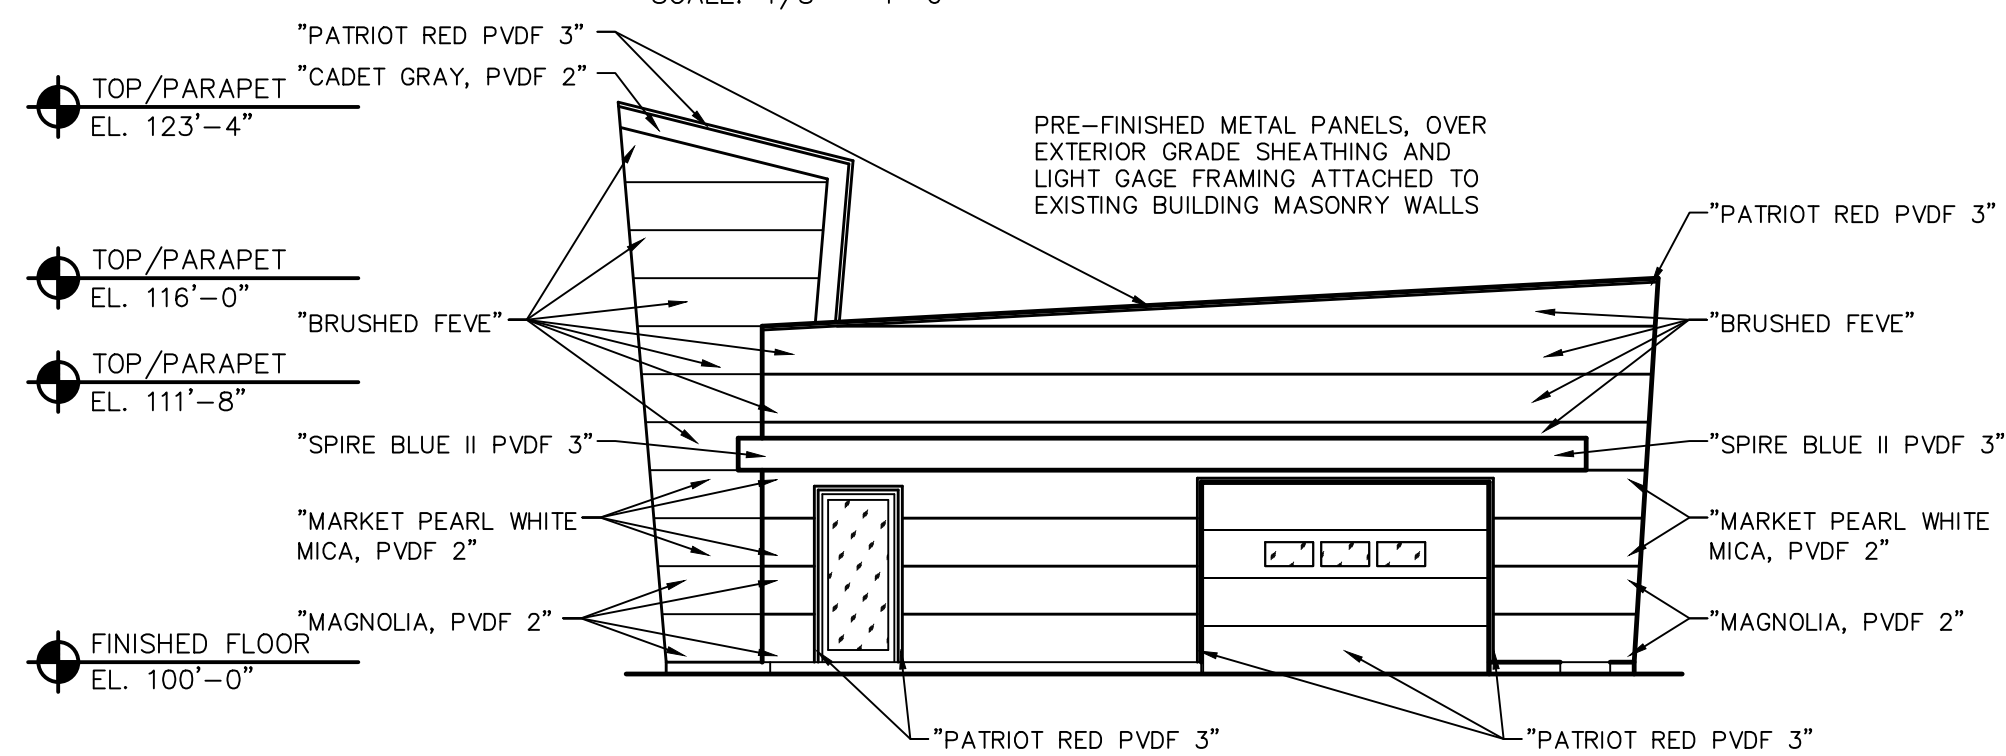 "PATRIOT RED PVDF 3"
"CADET GRAY, PVDF 2"
TOP/PARAPET
EL. 123'-4"
PRE-FINISHED METAL PANELS, OVER
EXTERIOR GRADE SHEATHING AND
LIGHT GAGE FRAMING ATTACHED TO
EXISTING BUILDING MASONRY WALLS
"PATRIOT RED PVDF 3"
TOP/PARAPET
EL. 116'-0"
"BRUSHED FEVE"
"BRUSHED FEVE"
TOP/PARAPET
EL. 111'-8"
"SPIRE BLUE II PVDF 3"
"SPIRE BLUE II PVDF 3"
"MARKET PEARL WHITE
MICA, PVDF 2"
"MARKET PEARL WHITE
MICA, PVDF 2"
"MAGNOLIA, PVDF 2"
"MAGNOLIA, PVDF 2"
FINISHED FLOOR
EL. 100'-0"
"PATRIOT RED PVDF 3"
"PATRIOT RED PVDF 3"